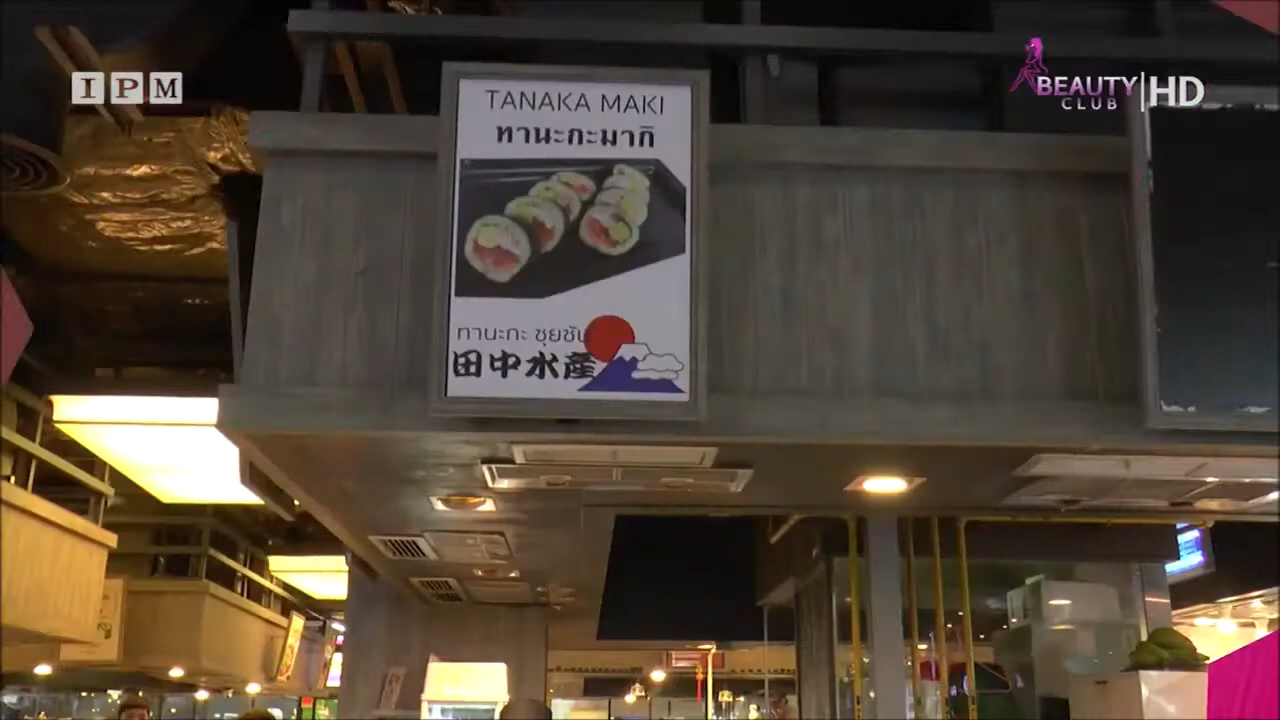 IPM
BEAUTY
CLUB
HD
TANAKA MAKI
ทานะกะมากิ
ทานะกะ ซุยซัน
田中水産